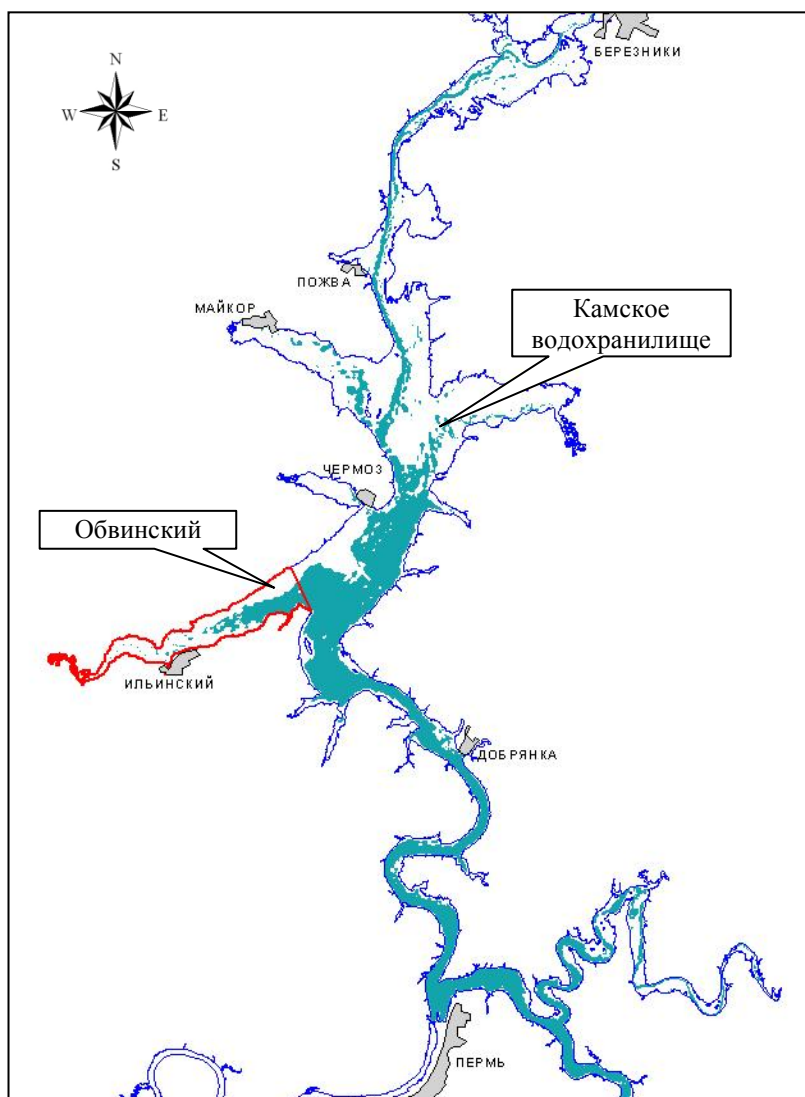 БЕРЕЗНИКИ
N
W E
S
ПОЖВА
МАЙКОР
Камское
водохранилище
ЧЕРМОЗ
Обвинский
ИЛЬИНСКИЙ
ДОБРЯНКА
ПЕРМЬ